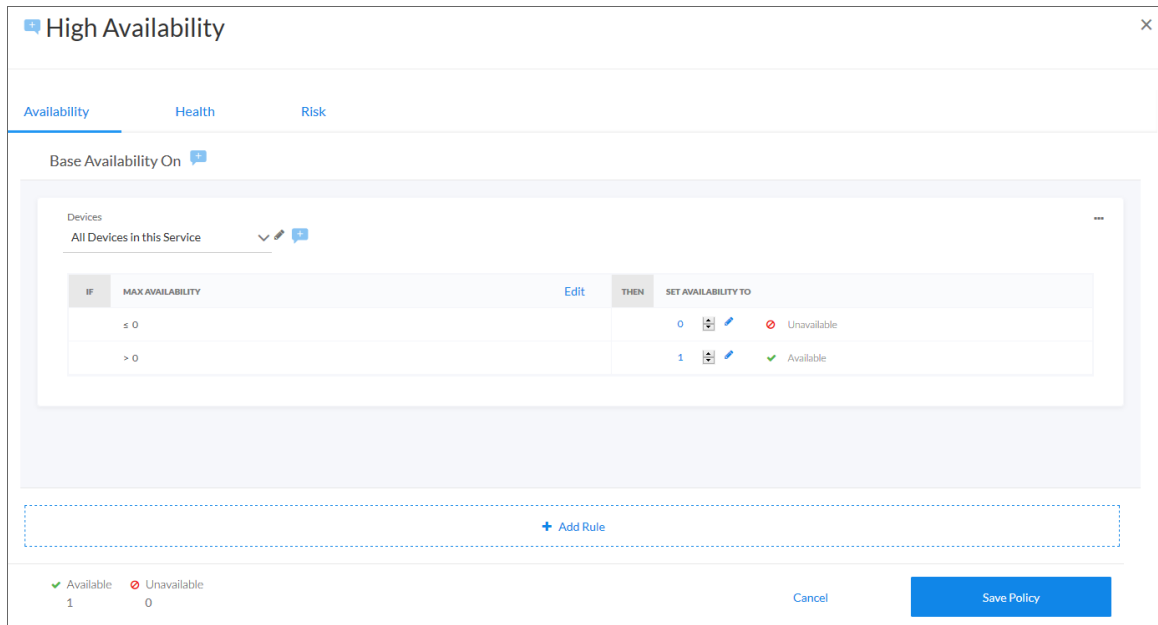 High Availability
Availability Health Risk
Base Availability On
Devices
All Devices in this Service
IF MAX AVAILABILITY Edit THEN SET AVAILABILITY TO
≤ 0 0 Unavailable
> 0 1 Available
+ Add Rule
Available Unavailable
1 0
Cancel Save Policy